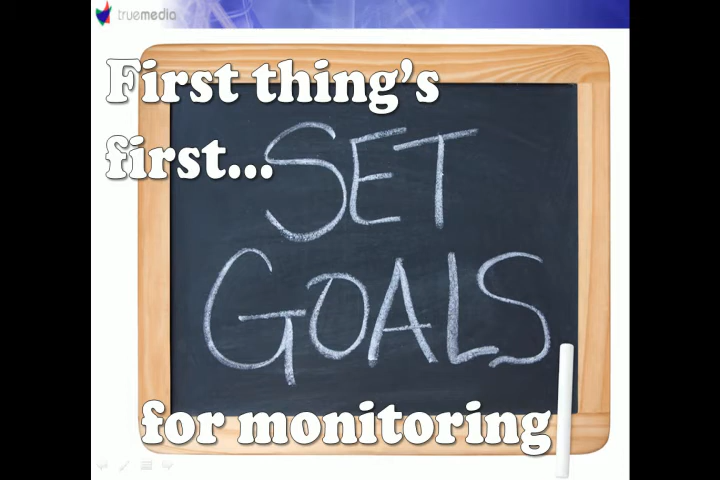 truemedia
First thing's
first...
SET
GOALS
for monitoring